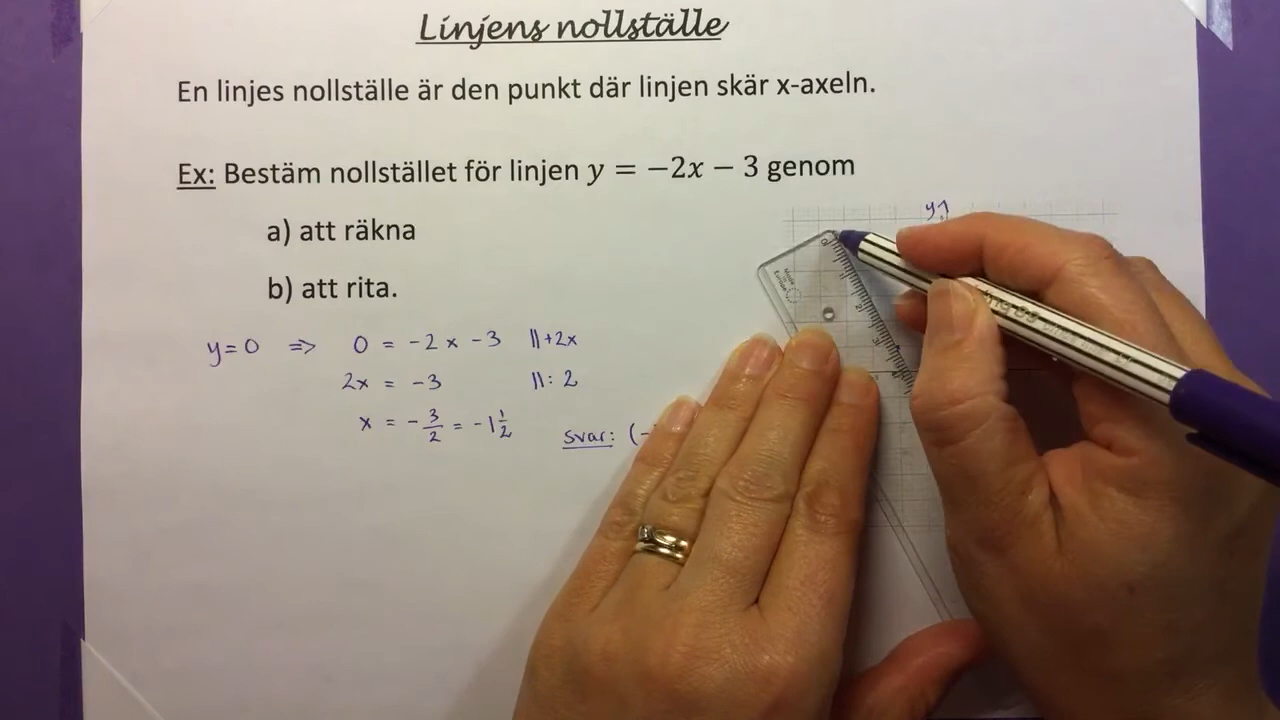 Linjens nollställe
En linjes nollställe är den punkt där linjen skär x-axeln.
Ex: Bestäm nollstället för linjen y = −2x − 3 genom
a) att räkna
b) att rita.
y=0 ⇒ 0 = -2x -3 ||+2x
2x = -3 ||: 2
x = -3/2 = -1 1/2
svar: (-
y